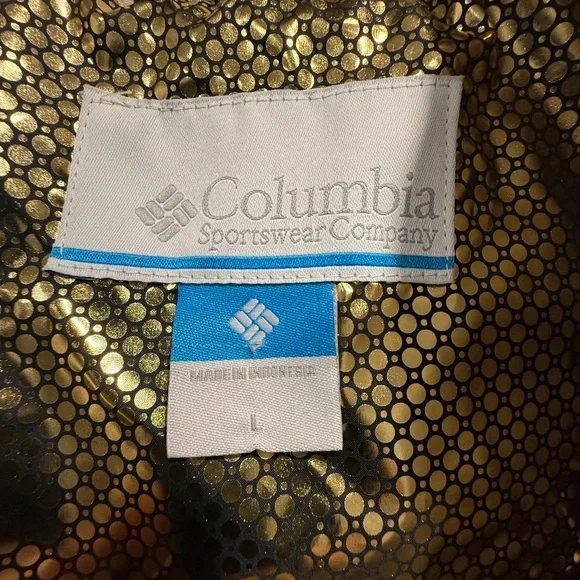 Columbia
Sportswear Company
MADE IN INDONESIA
L